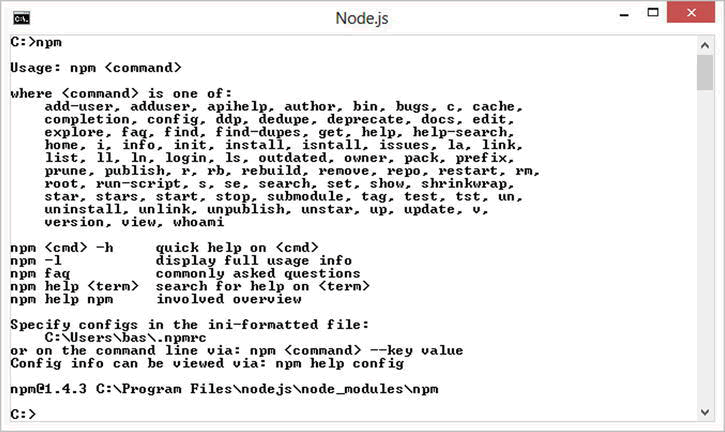 Node.js
C:\>npm
Usage: npm <command>
where <command> is one of:
add-user, adduser, apihelp, author, bin, bugs, c, cache,
completion, config, ddp, dedupe, deprecate, docs, edit,
explore, faq, find, find-dupes, get, help, help-search,
home, i, info, init, install, isntall, issues, la, link,
list, ll, ln, login, ls, outdated, owner, pack, prefix,
prune, publish, r, rb, rebuild, remove, repo, restart, rm,
root, run-script, s, se, search, set, show, shrinkwrap,
star, stars, start, stop, submodule, tag, test, tst, un,
uninstall, unlink, unpublish, unstar, up, update, v,
version, view, whoami
npm <cmd> -h quick help on <cmd>
npm -l display full usage info
npm faq commonly asked questions
npm help <term> search for help on <term>
npm help npm involved overview
Specify configs in the ini-formatted file:
C:\Users\bas\.npmrc
or on the command line via: npm <command> --key value
Config info can be viewed via: npm help config
npm@1.4.3 C:\Program Files\nodejs\node_modules\npm
C:>